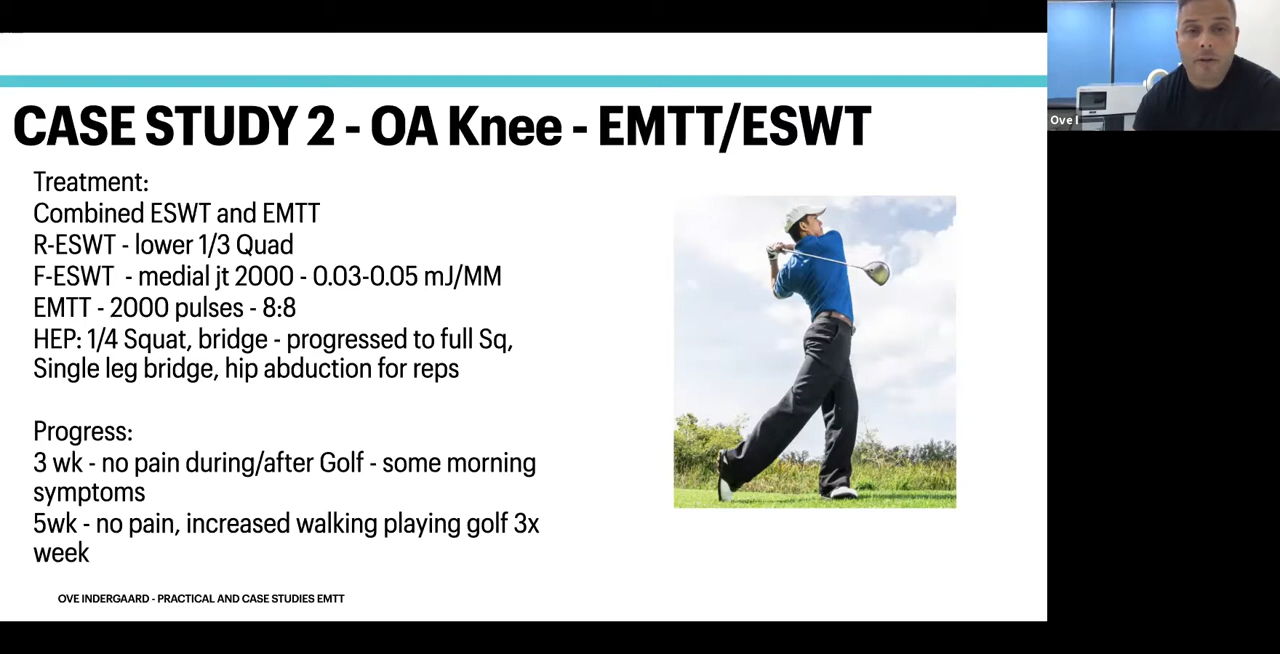 Ove I
CASE STUDY 2 - OA Knee - EMTT/ESWT
Treatment:
Combined ESWT and EMTT
R-ESWT - lower 1/3 Quad
F-ESWT - medial jt 2000 - 0.03-0.05 mJ/MM
EMTT - 2000 pulses - 8:8
HEP: 1/4 Squat, bridge - progressed to full Sq,
Single leg bridge, hip abduction for reps
Progress:
3 wk - no pain during/after Golf - some morning
symptoms
5wk - no pain, increased walking playing golf 3x
week
OVE INDERGAARD - PRACTICAL AND CASE STUDIES EMTT